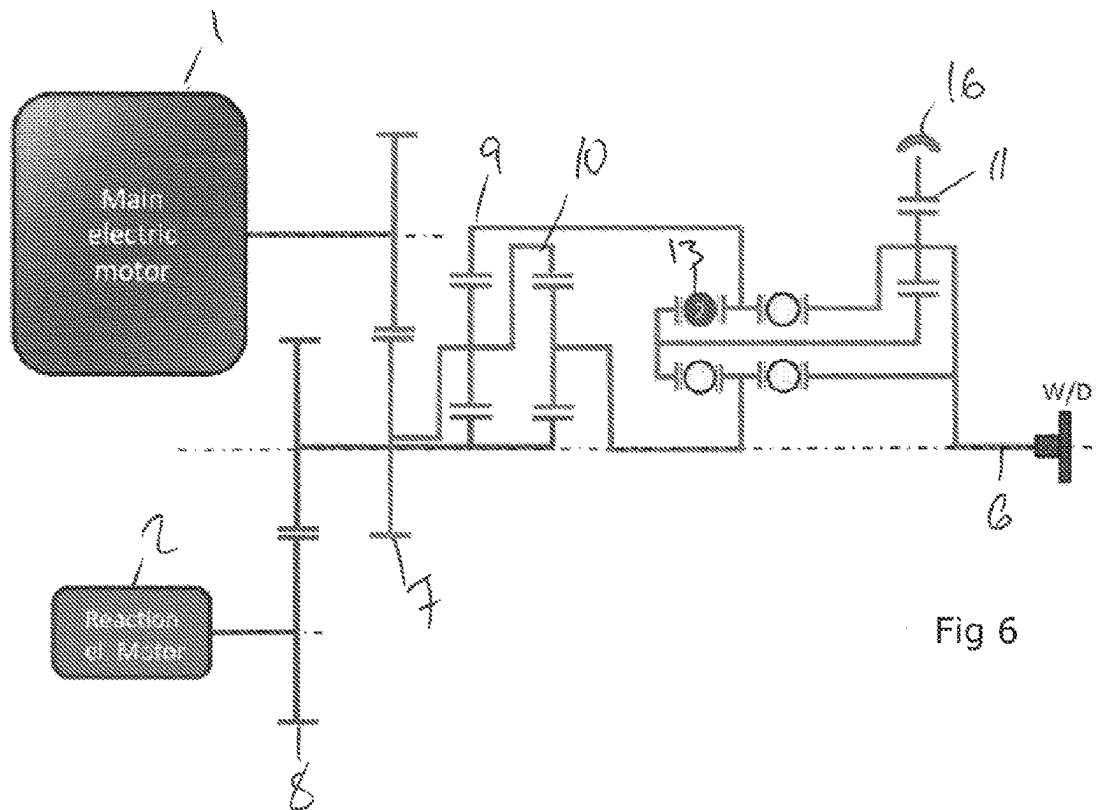 1
Main
electric
motor
9
10
16
11
13
W/D
6
2
Reaction
el. Motor
7
8
Fig 6